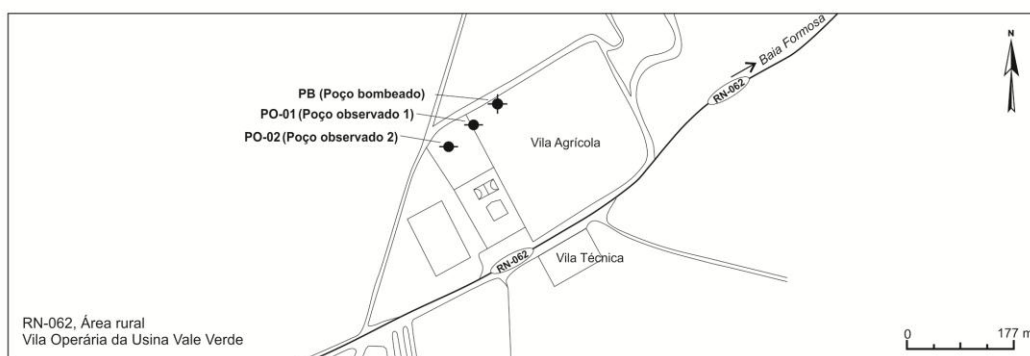 N
Baia Formosa
RN-062
PB (Poço bombeado)
PO-01 (Poço observado 1)
PO-02 (Poço observado 2)
Vila Agrícola
RN-062
Vila Técnica
RN-062, Área rural
Vila Operária da Usina Vale Verde
0 177 m